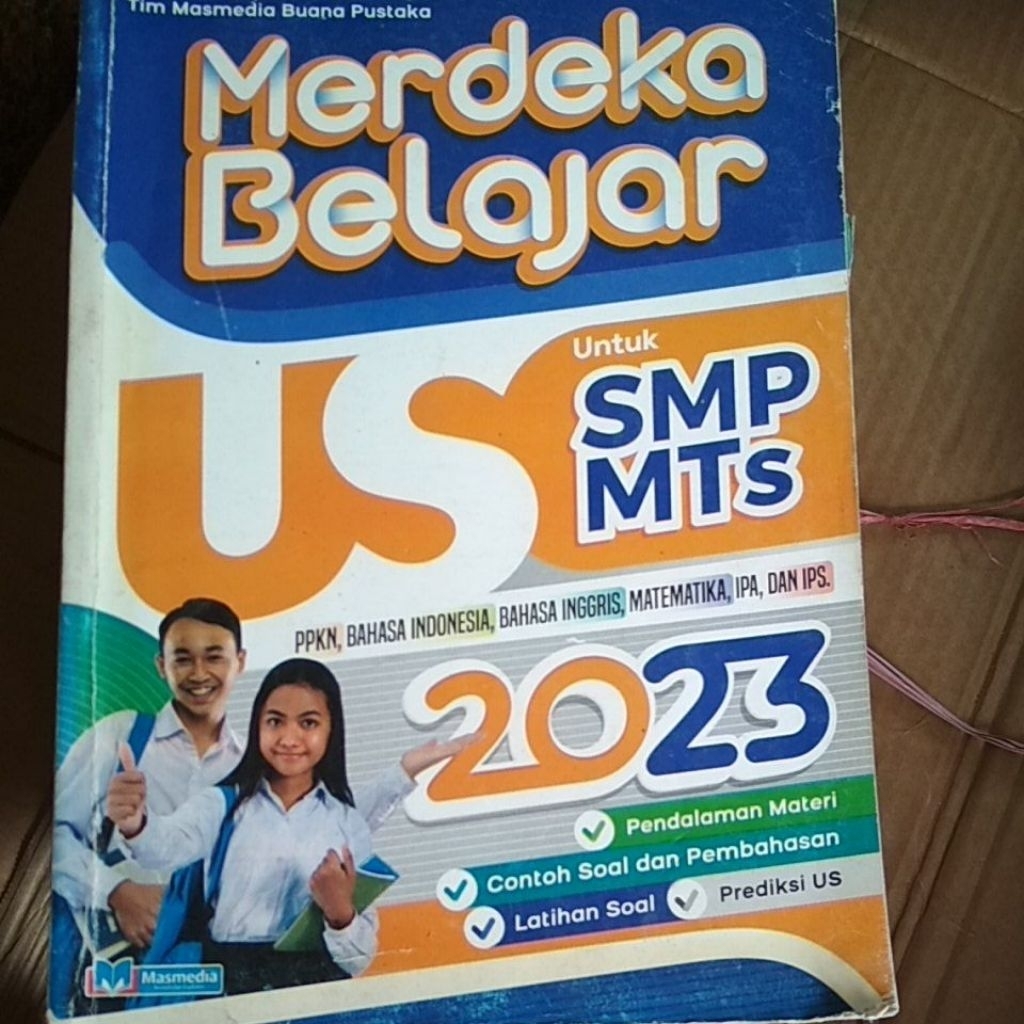 Tim Masmedia Buana Pustaka
Merdeka
Belajar
US
Untuk
SMP
MTs
PPKN, BAHASA INDONESIA, BAHASA INGGRIS, MATEMATIKA, IPA, DAN IPS.
2023
Pendalaman Materi
Contoh Soal dan Pembahasan
Latihan Soal
Prediksi US
Masmedia